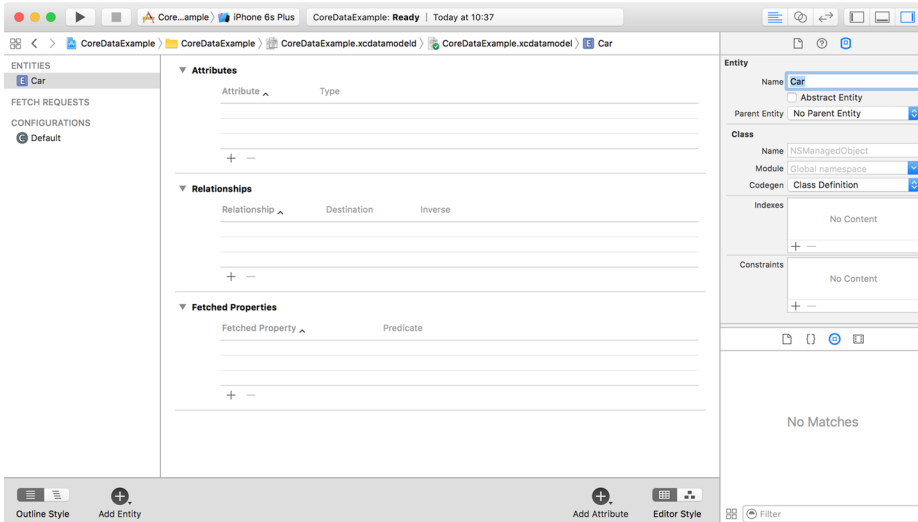 Core...ample ⟩ iPhone 6s Plus
CoreDataExample: Ready | Today at 10:37
CoreDataExample ⟩ CoreDataExample ⟩ CoreDataExample.xcdatamodeld ⟩ CoreDataExample.xcdatamodel ⟩ E Car
ENTITIES
E Car
FETCH REQUESTS
CONFIGURATIONS
C Default
Attributes
Attribute Type
Relationships
Relationship Destination Inverse
Fetched Properties
Fetched Property Predicate
Outline Style
Add Entity
Add Attribute
Editor Style
Entity
Name Car
Abstract Entity
Parent Entity No Parent Entity
Class
Name NSManagedObject
Module Global namespace
Codegen Class Definition
Indexes
No Content
Constraints
No Content
No Matches
Filter